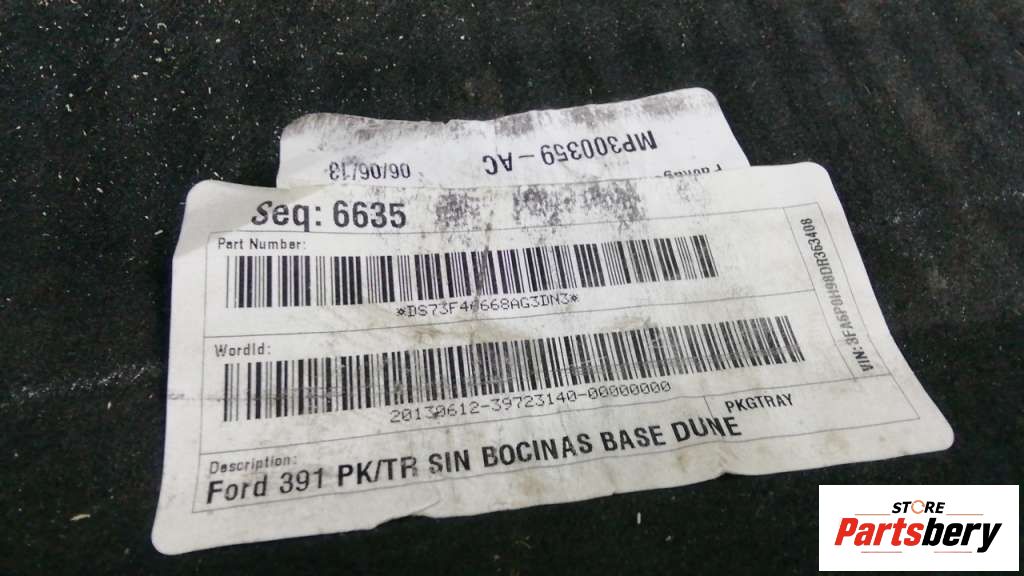 MP300359-AC
06/06/13
Seq: 6635
Part Number:
*DS73F46668AG3DN3*
WordId:
20130612-39723140-00000000
PKGTRAY
Description:
Ford 391 PK/TR SIN BOCINAS BASE DUNE
VIN:3FA6P0H98DR363408
STORE
Partsbery